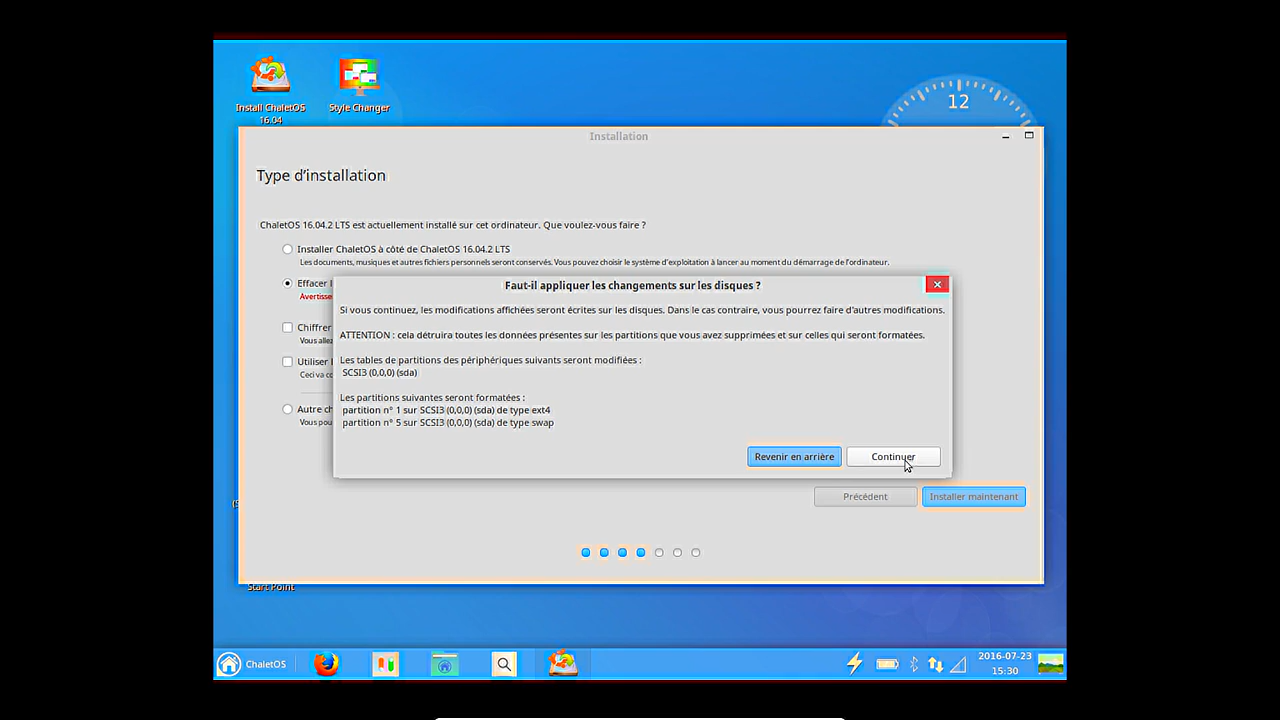 Install ChaletOS
16.04
Style Changer
12
Installation
Type d'installation
ChaletOS 16.04.2 LTS est actuellement installé sur cet ordinateur. Que voulez-vous faire ?
Installer ChaletOS à côté de ChaletOS 16.04.2 LTS
Les documents, musiques et autres fichiers personnels seront conservés. Vous pouvez choisir le système d'exploitation à lancer au moment du démarrage de l'ordinateur.
Effacer
Faut-il appliquer les changements sur les disques ?
Si vous continuez, les modifications affichées seront écrites sur les disques. Dans le cas contraire, vous pourrez faire d'autres modifications.
ATTENTION : cela détruira toutes les données présentes sur les partitions que vous avez supprimées et sur celles qui seront formatées.
Les tables de partitions des périphériques suivants seront modifiées :
SCSI3 (0,0,0) (sda)
Les partitions suivantes seront formatées :
partition n° 1 sur SCSI3 (0,0,0) (sda) de type ext4
partition n° 5 sur SCSI3 (0,0,0) (sda) de type swap
Revenir en arrière
Continuer
Chiffrer
Utiliser
Ceci va
Autre
Précédent
Installer maintenant
Start Point
ChaletOS
2016-07-23
15:30